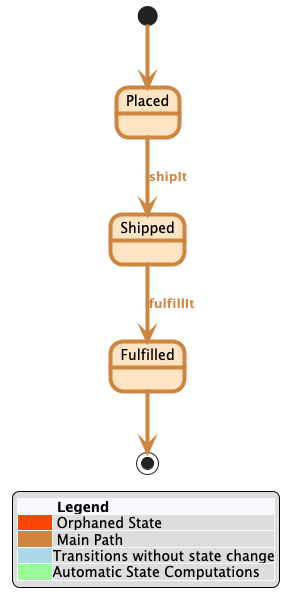 Placed
shipIt
Shipped
fulfillIt
Fulfilled
Legend
Orphaned State
Main Path
Transitions without state change
Automatic State Computations